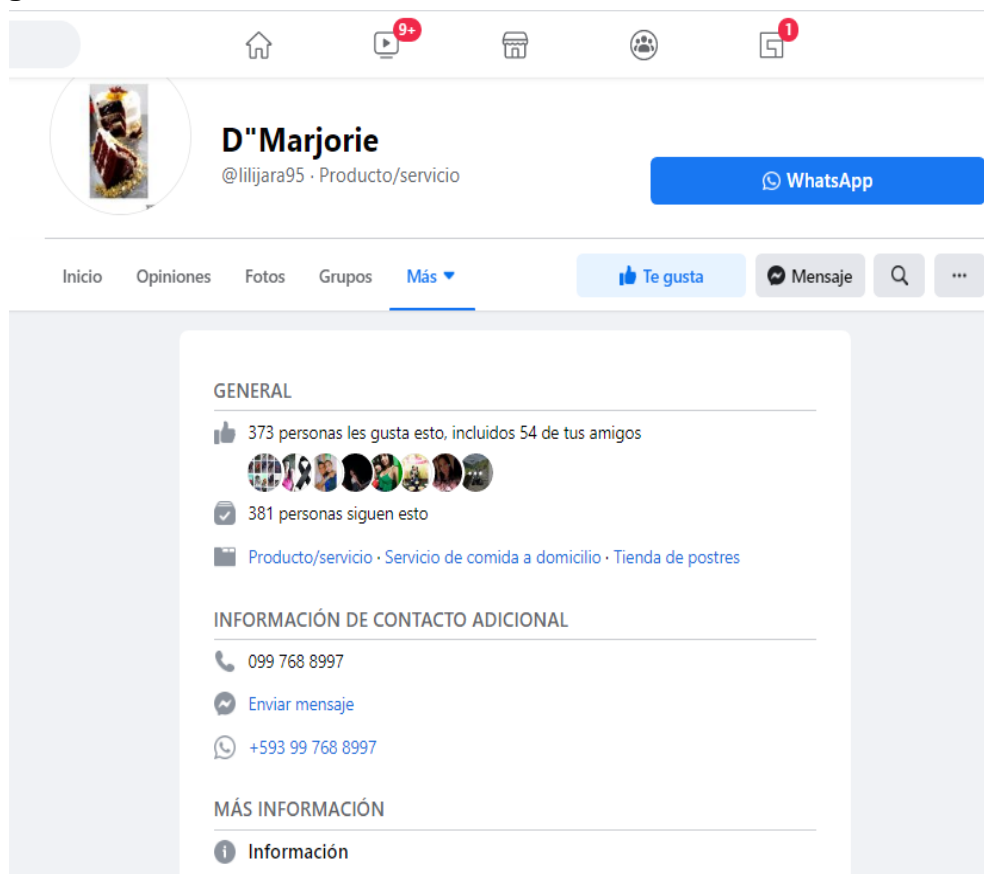 9+
1
D"Marjorie
@lilijara95 · Producto/servicio
WhatsApp
Inicio Opiniones Fotos Grupos Más
Te gusta Mensaje
GENERAL
373 personas les gusta esto, incluidos 54 de tus amigos
381 personas siguen esto
Producto/servicio · Servicio de comida a domicilio · Tienda de postres
INFORMACIÓN DE CONTACTO ADICIONAL
099 768 8997
Enviar mensaje
+593 99 768 8997
MÁS INFORMACIÓN
Información